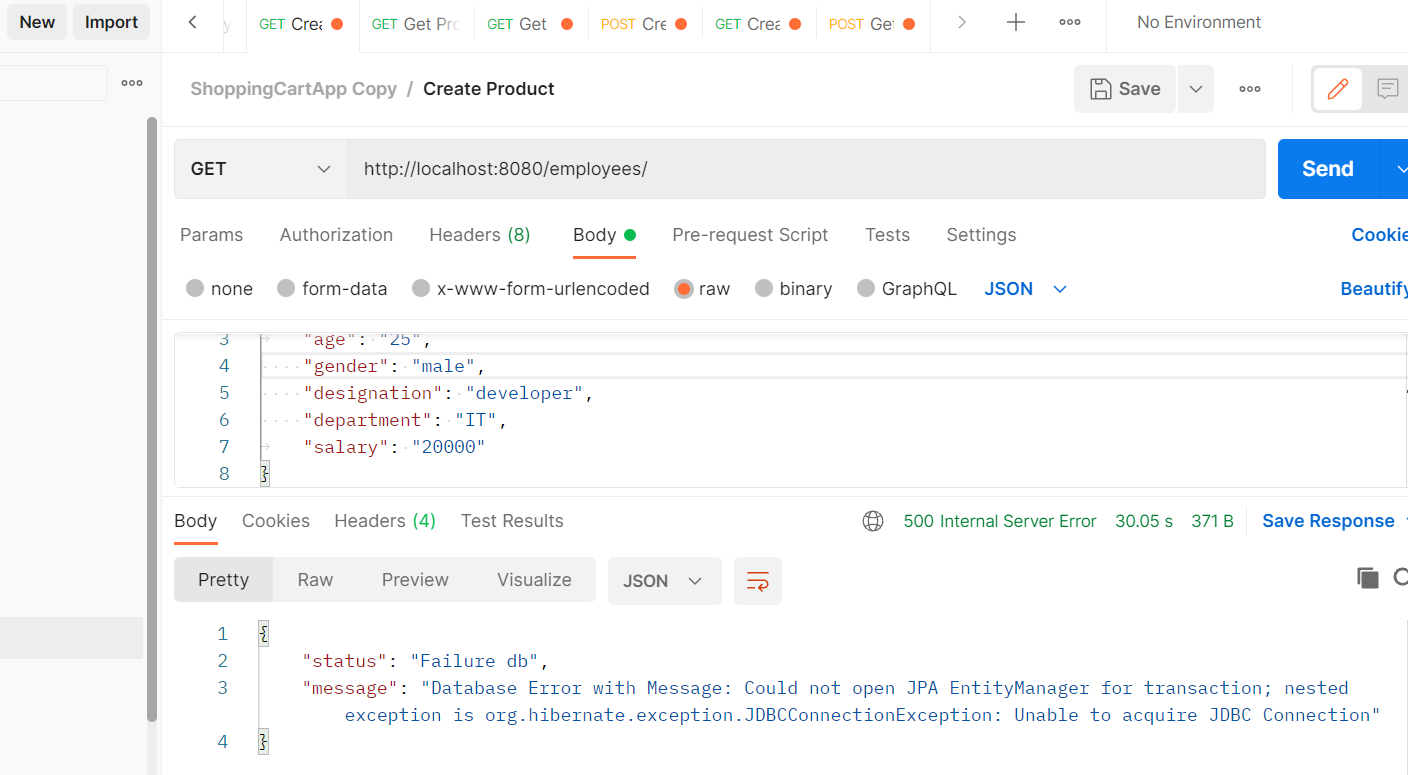 New Import y GET Crea GET Get Pro GET Get POST Cre GET Crea POST Get No Environment
ShoppingCartApp Copy / Create Product Save
GET http://localhost:8080/employees/ Send
Params Authorization Headers (8) Body Pre-request Script Tests Settings Cookie
none form-data x-www-form-urlencoded raw binary GraphQL JSON Beautify
3 "age": "25",
4 "gender": "male",
5 "designation": "developer",
6 "department": "IT",
7 "salary": "20000"
8 }
Body Cookies Headers (4) Test Results 500 Internal Server Error 30.05 s 371 B Save Response
Pretty Raw Preview Visualize JSON
1 {
2 "status": "Failure db",
3 "message": "Database Error with Message: Could not open JPA EntityManager for transaction; nested
exception is org.hibernate.exception.JDBCConnectionException: Unable to acquire JDBC Connection"
4 }